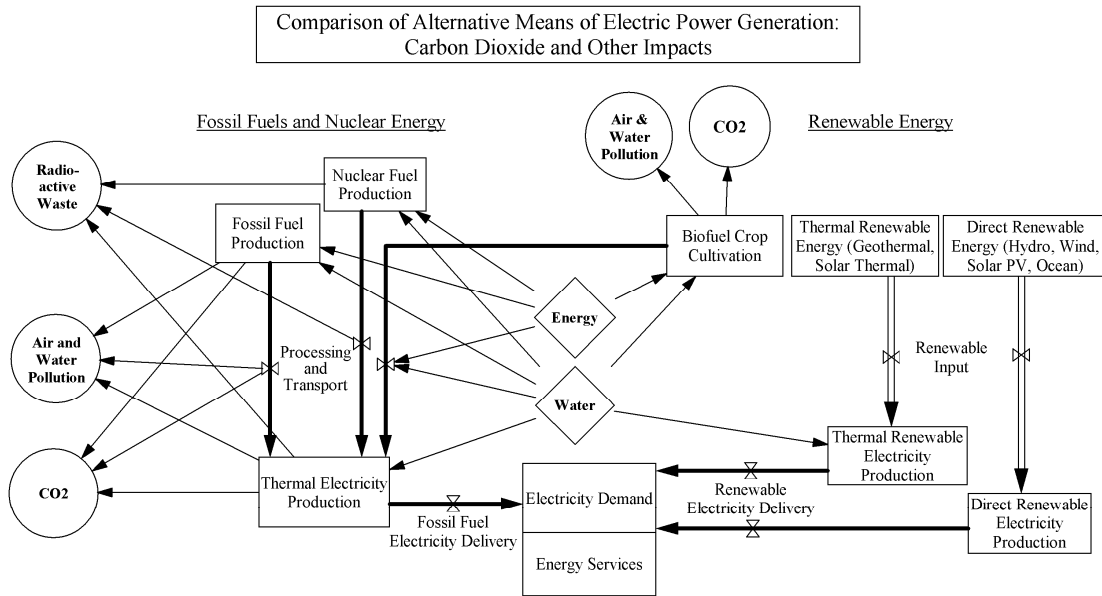 Comparison of Alternative Means of Electric Power Generation:
Carbon Dioxide and Other Impacts
Fossil Fuels and Nuclear Energy
Air &
Water
Pollution
CO2
Renewable Energy
Radio-
active
Waste
Nuclear Fuel
Production
Fossil Fuel
Production
Biofuel Crop
Cultivation
Thermal Renewable
Energy (Geothermal,
Solar Thermal)
Direct Renewable
Energy (Hydro, Wind,
Solar PV, Ocean)
Energy
Air and
Water
Pollution
Processing
and
Transport
Renewable
Input
Water
CO2
Thermal Electricity
Production
Electricity Demand
Energy Services
Thermal Renewable
Electricity
Production
Renewable
Electricity Delivery
Fossil Fuel
Electricity Delivery
Direct Renewable
Electricity
Production